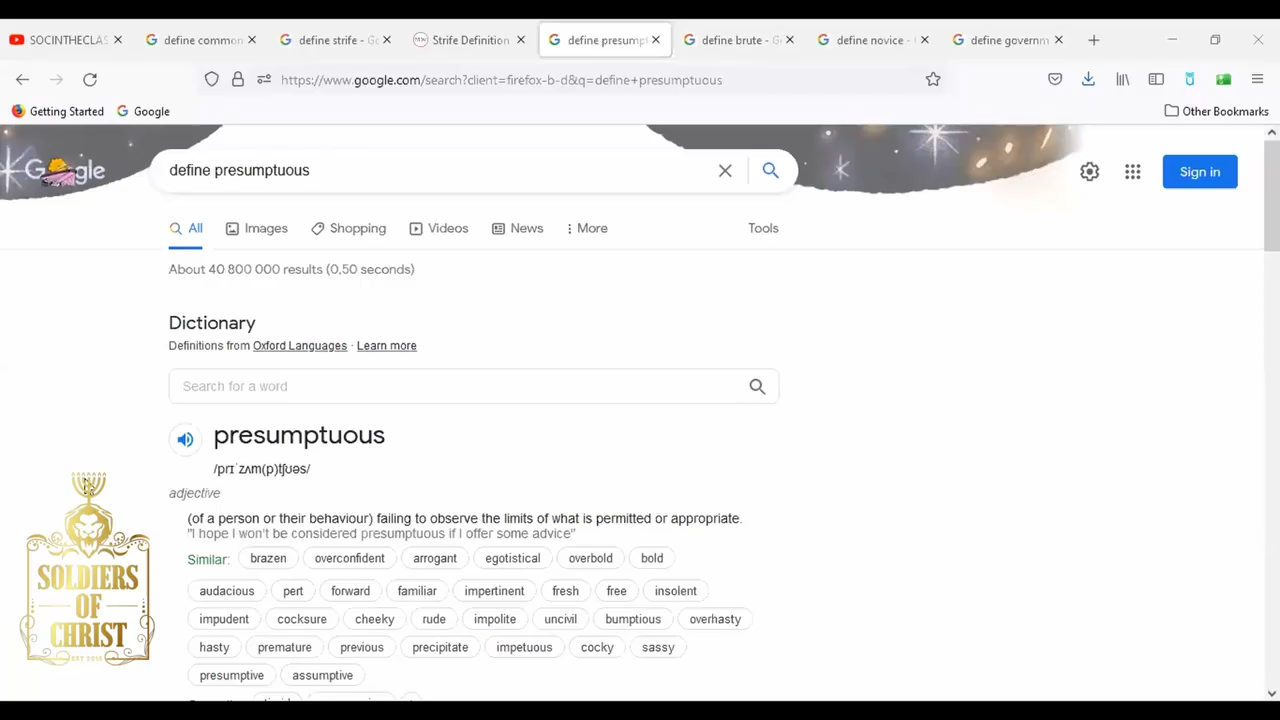 SOCINTHECLAS
define common
define strife - Go
Strife Definition
define presumpt
define brute - G
define novice -
define governm
https://www.google.com/search?client=firefox-b-d&q=define+presumptuous
Getting Started
Google
Other Bookmarks
Google
define presumptuous
Sign in
All
Images
Shopping
Videos
News
More
Tools
About 40 800 000 results (0,50 seconds)
Dictionary
Definitions from Oxford Languages · Learn more
Search for a word
presumptuous
/prɪˈzʌm(p)tʃʊəs/
adjective
(of a person or their behaviour) failing to observe the limits of what is permitted or appropriate.
"I hope I won't be considered presumptuous if I offer some advice"
Similar: brazen overconfident arrogant egotistical overbold bold
audacious pert forward familiar impertinent fresh free insolent
impudent cocksure cheeky rude impolite uncivil bumptious overhasty
hasty premature previous precipitate impetuous cocky sassy
presumptive assumptive
SOLDIERS
OF
CHRIST